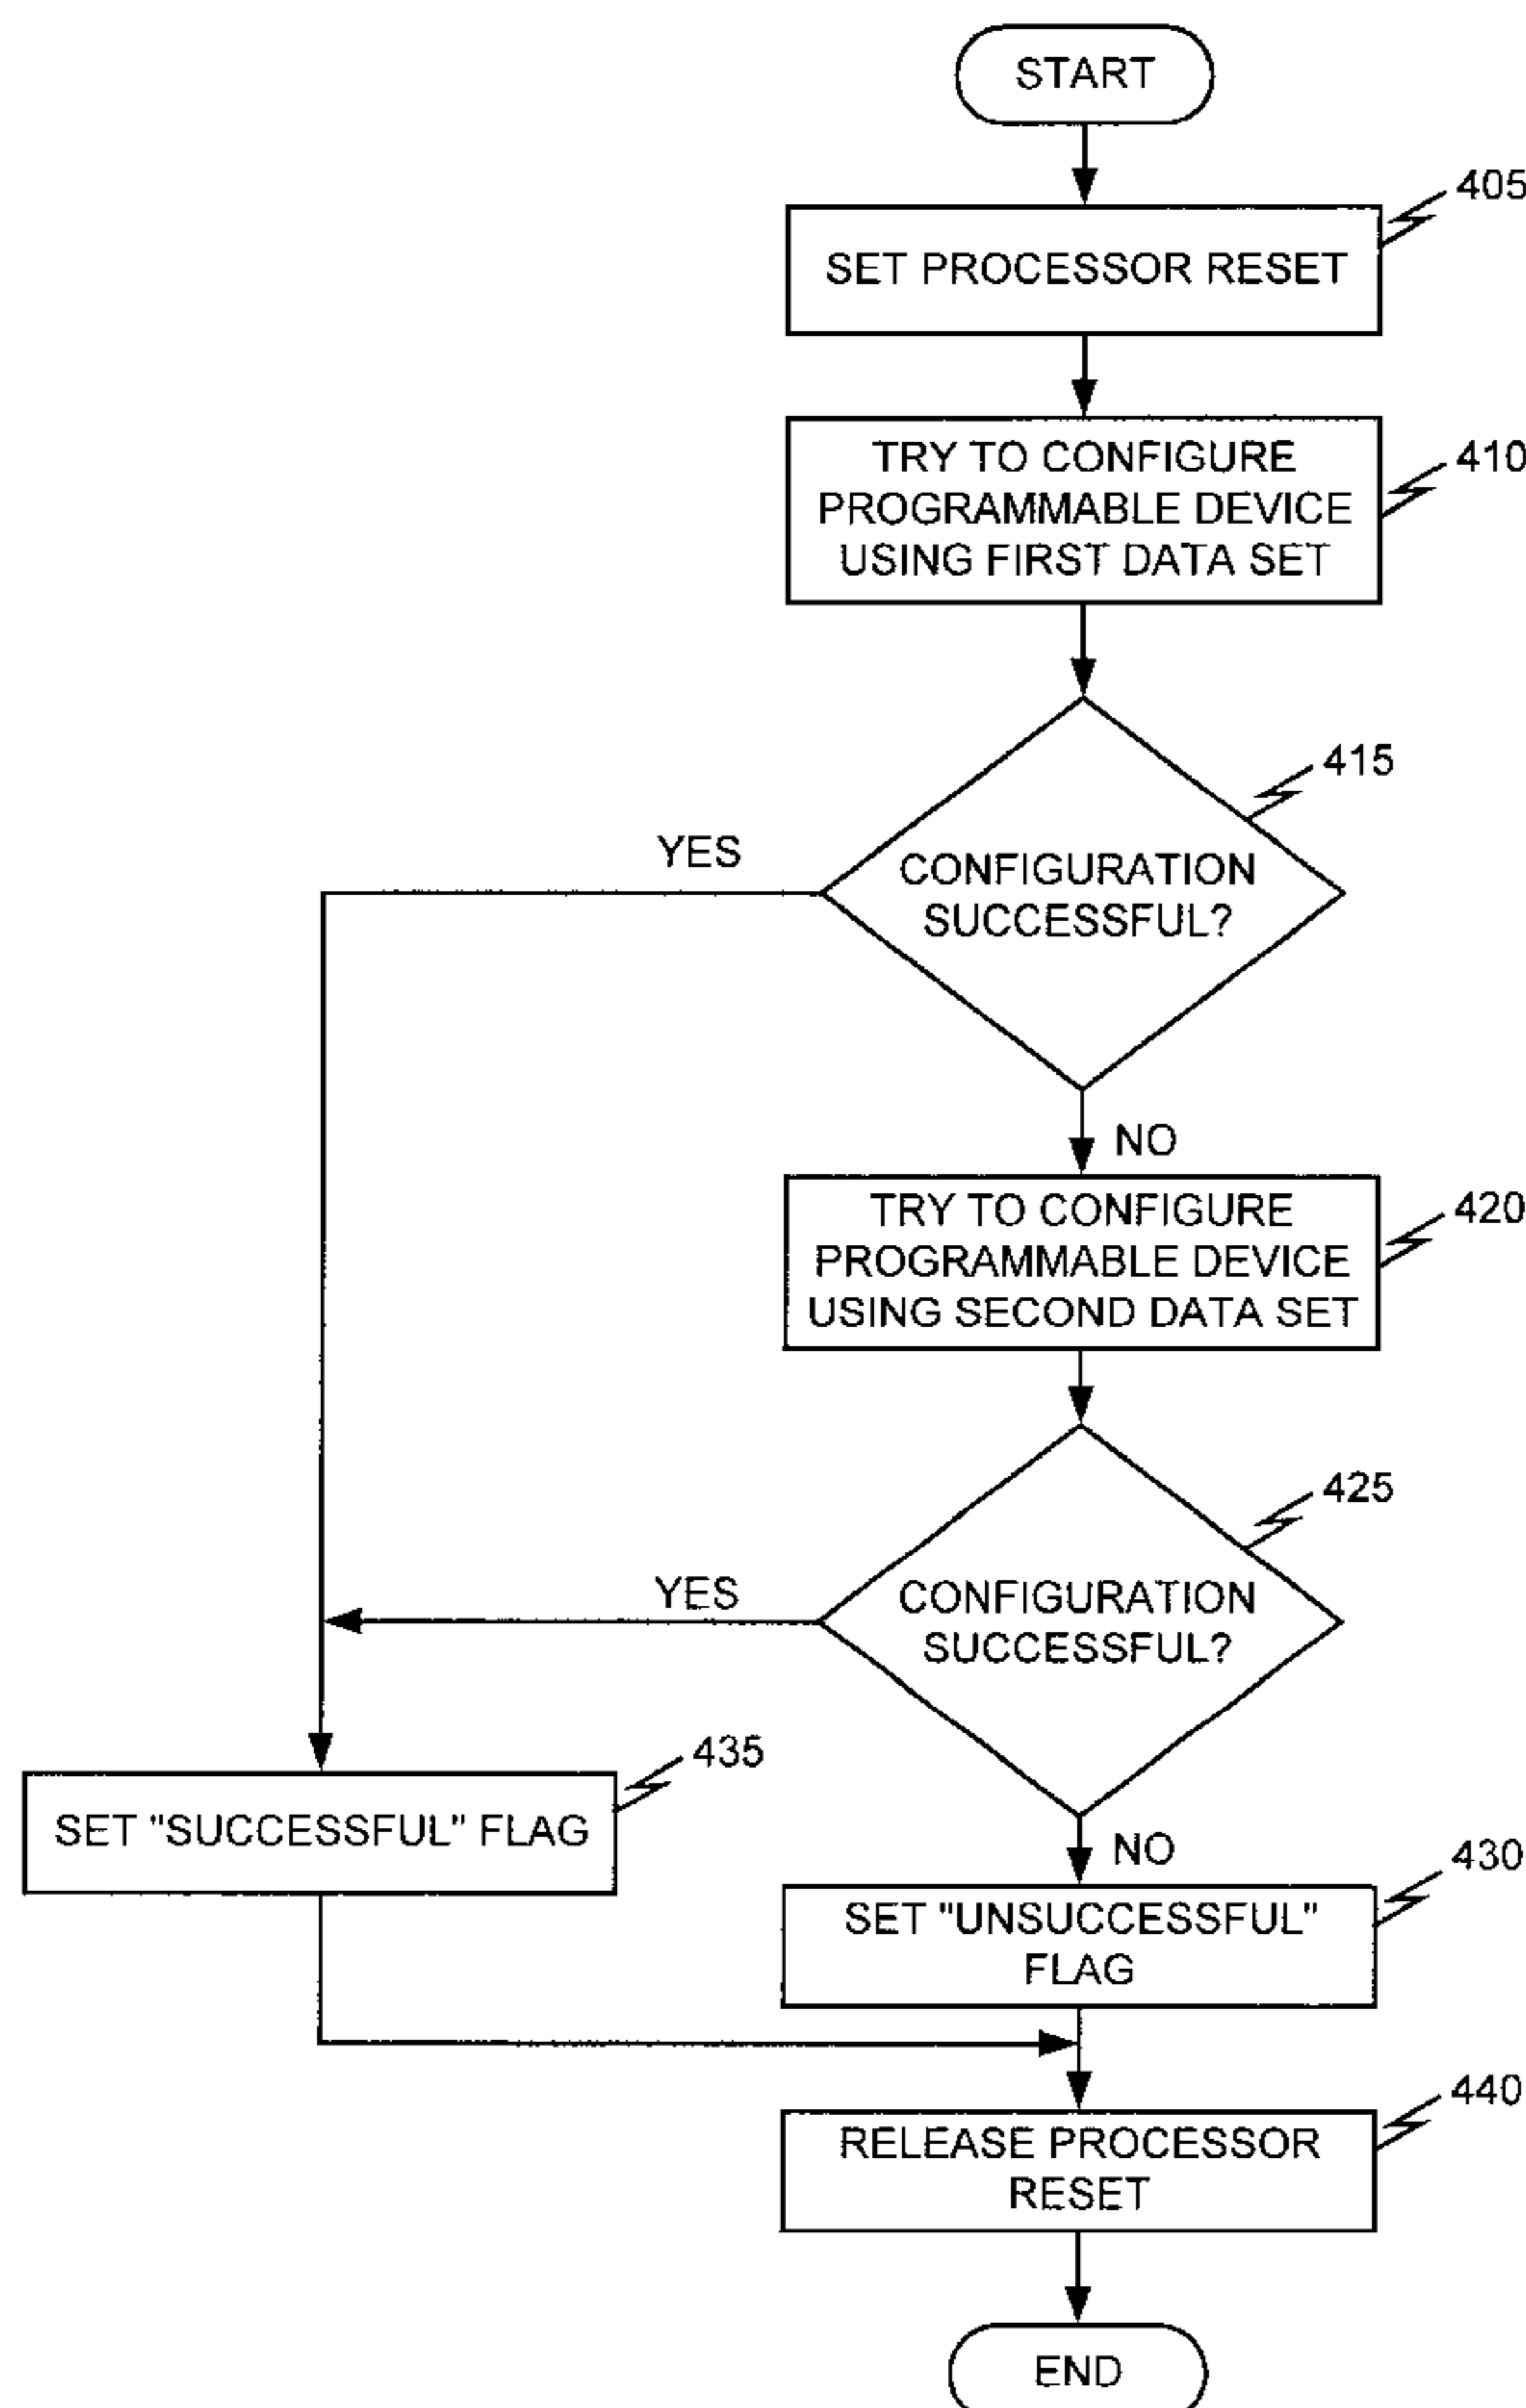 START
405
SET PROCESSOR RESET
410
TRY TO CONFIGURE
PROGRAMMABLE DEVICE
USING FIRST DATA SET
415
YES
CONFIGURATION
SUCCESSFUL?
NO
420
TRY TO CONFIGURE
PROGRAMMABLE DEVICE
USING SECOND DATA SET
425
YES
CONFIGURATION
SUCCESSFUL?
435
SET "SUCCESSFUL" FLAG
NO
430
SET "UNSUCCESSFUL"
FLAG
440
RELEASE PROCESSOR
RESET
END